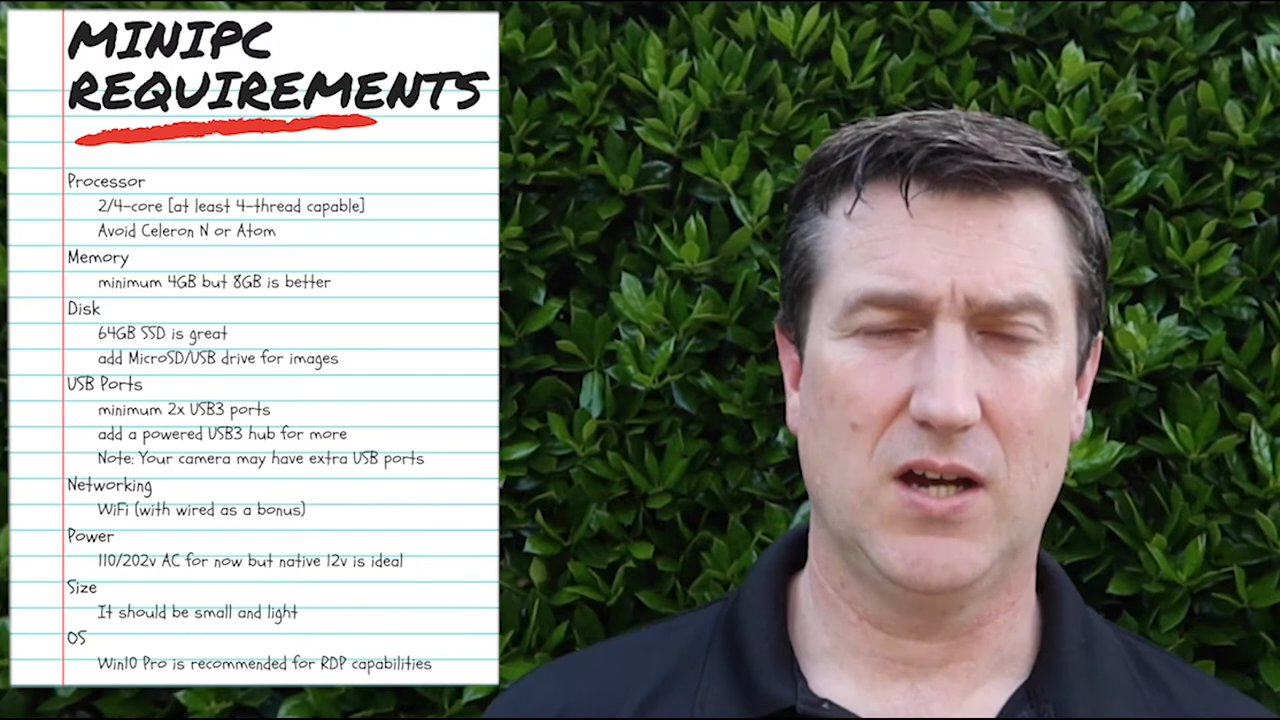 MINIPC
REQUIREMENTS
Processor
2/4-core [at least 4-thread capable]
Avoid Celeron N or Atom
Memory
minimum 4GB but 8GB is better
Disk
64GB SSD is great
add MicroSD/USB drive for images
USB Ports
minimum 2x USB3 ports
add a powered USB3 hub for more
Note: Your camera may have extra USB ports
Networking
WiFi (with wired as a bonus)
Power
110/202v AC for now but native 12v is ideal
Size
It should be small and light
OS
Win10 Pro is recommended for RDP capabilities